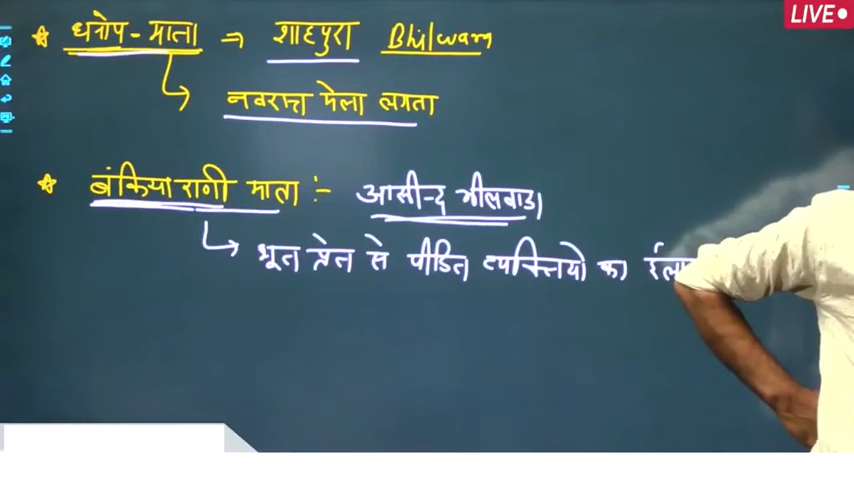 LIVE
☆ धनोप - माता ⇒ शाहपुरा Bhilwara
↳ नवरात्रा मेला लगता
☆ बंकिया रानी माता :- आसीन्द भीलवाडा
↳ भूत प्रेत से पीडित व्यक्तियो का